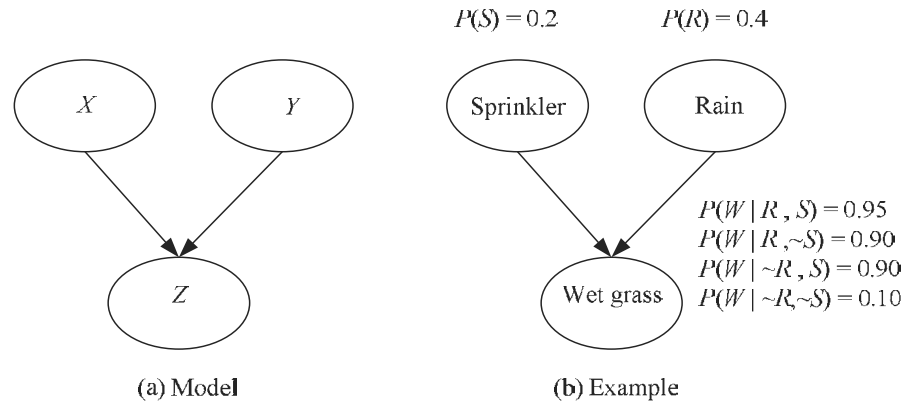 P(S) = 0.2
P(R) = 0.4
X
Y
Sprinkler
Rain
P(W | R , S) = 0.95
P(W | R ,~S) = 0.90
P(W | ~R , S) = 0.90
P(W | ~R,~S) = 0.10
Z
Wet grass
(a) Model
(b) Example